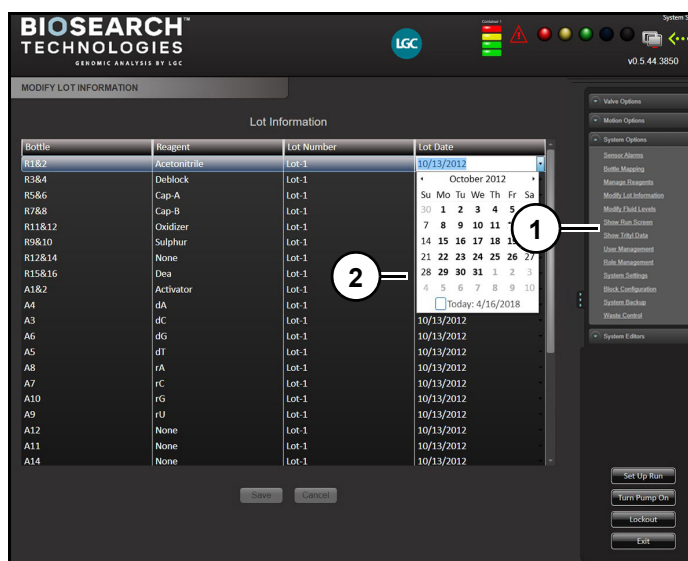 BIOSEARCH™
TECHNOLOGIES
GENOMIC ANALYSIS BY LGC
LGC
Container 1
System S
v0.5.44.3850
MODIFY LOT INFORMATION
Lot Information
Bottle Reagent Lot Number Lot Date
R1&2 Acetonitrile Lot-1 10/13/2012
R3&4 Deblock Lot-1
R5&6 Cap-A Lot-1
R7&8 Cap-B Lot-1
R11&12 Oxidizer Lot-1
R9&10 Sulphur Lot-1
R12&14 None Lot-1
R15&16 Dea Lot-1
A1&2 Activator Lot-1
A4 dA Lot-1
A3 dC Lot-1 10/13/2012
A6 dG Lot-1 10/13/2012
A5 dT Lot-1 10/13/2012
A8 rA Lot-1 10/13/2012
A7 rC Lot-1 10/13/2012
A10 rG Lot-1 10/13/2012
A9 rU Lot-1 10/13/2012
A12 None Lot-1 10/13/2012
A11 None Lot-1 10/13/2012
A14 None Lot-1 10/13/2012
October 2012
Su Mo Tu We Th Fr Sa
30 1 2 3 4 5
7 8 9 10 11
14 15 16 17 18
21 22 23 24 25 26 27
28 29 30 31 1 2 3
4 5 6 7 8 9 10
Today: 4/16/2018
1
2
Save Cancel
Valve Options
Motion Options
System Options
Sensor Alarms
Bottle Mapping
Manage Reagents
Modify Lot Information
Modify Fluid Levels
Show Run Screen
Show Trityl Data
User Management
Role Management
System Settings
Block Configuration
System Backup
Waste Control
System Editors
Set Up Run
Turn Pump On
Lockout
Exit